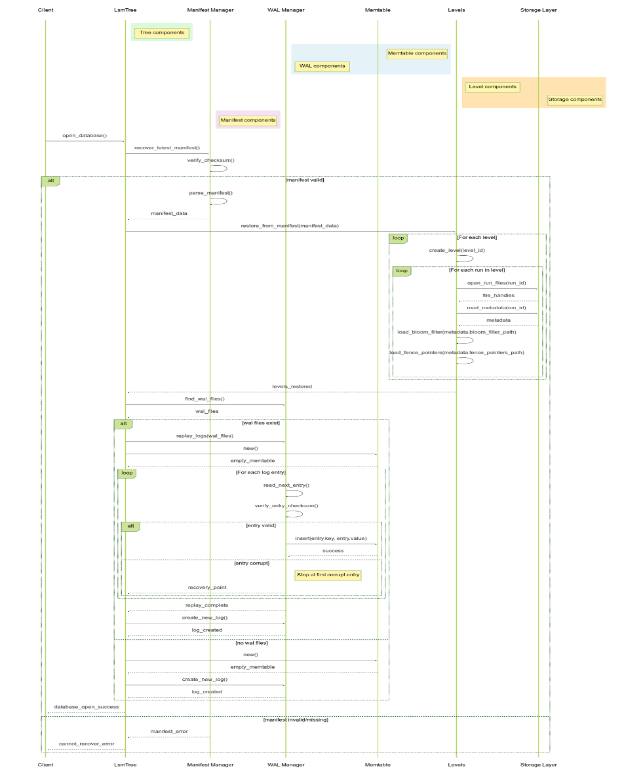 Client LsmTree Manifest Manager WAL Manager Memtable Levels Storage Layer
Tree components
Memtable components
WAL components
Level components
Storage components
Manifest components
open_database()
recover_latest_manifest()
verify_checksum()
alt [manifest valid]
parse_manifest()
manifest_data
restore_from_manifest(manifest_data)
loop [For each level]
create_level(level_id)
loop [For each run in level]
open_run_files(run_id)
file_handles
read_metadata(run_id)
metadata
load_bloom_filter(metadata.bloom_filter_path)
load_fence_pointers(metadata.fence_pointers_path)
levels_restored
find_wal_files()
wal_files
alt [wal files exist]
replay_logs(wal_files)
new()
empty_memtable
loop [For each log entry]
read_next_entry()
verify_entry_checksum()
alt [entry valid]
insert(entry.key, entry.value)
success
[entry corrupt]
Stop at first corrupt entry
recovery_point
replay_complete
create_new_log()
log_created
[no wal files]
new()
empty_memtable
create_new_log()
log_created
database_open_success
[manifest invalid/missing]
manifest_error
cannot_recover_error
Client LsmTree Manifest Manager WAL Manager Memtable Levels Storage Layer